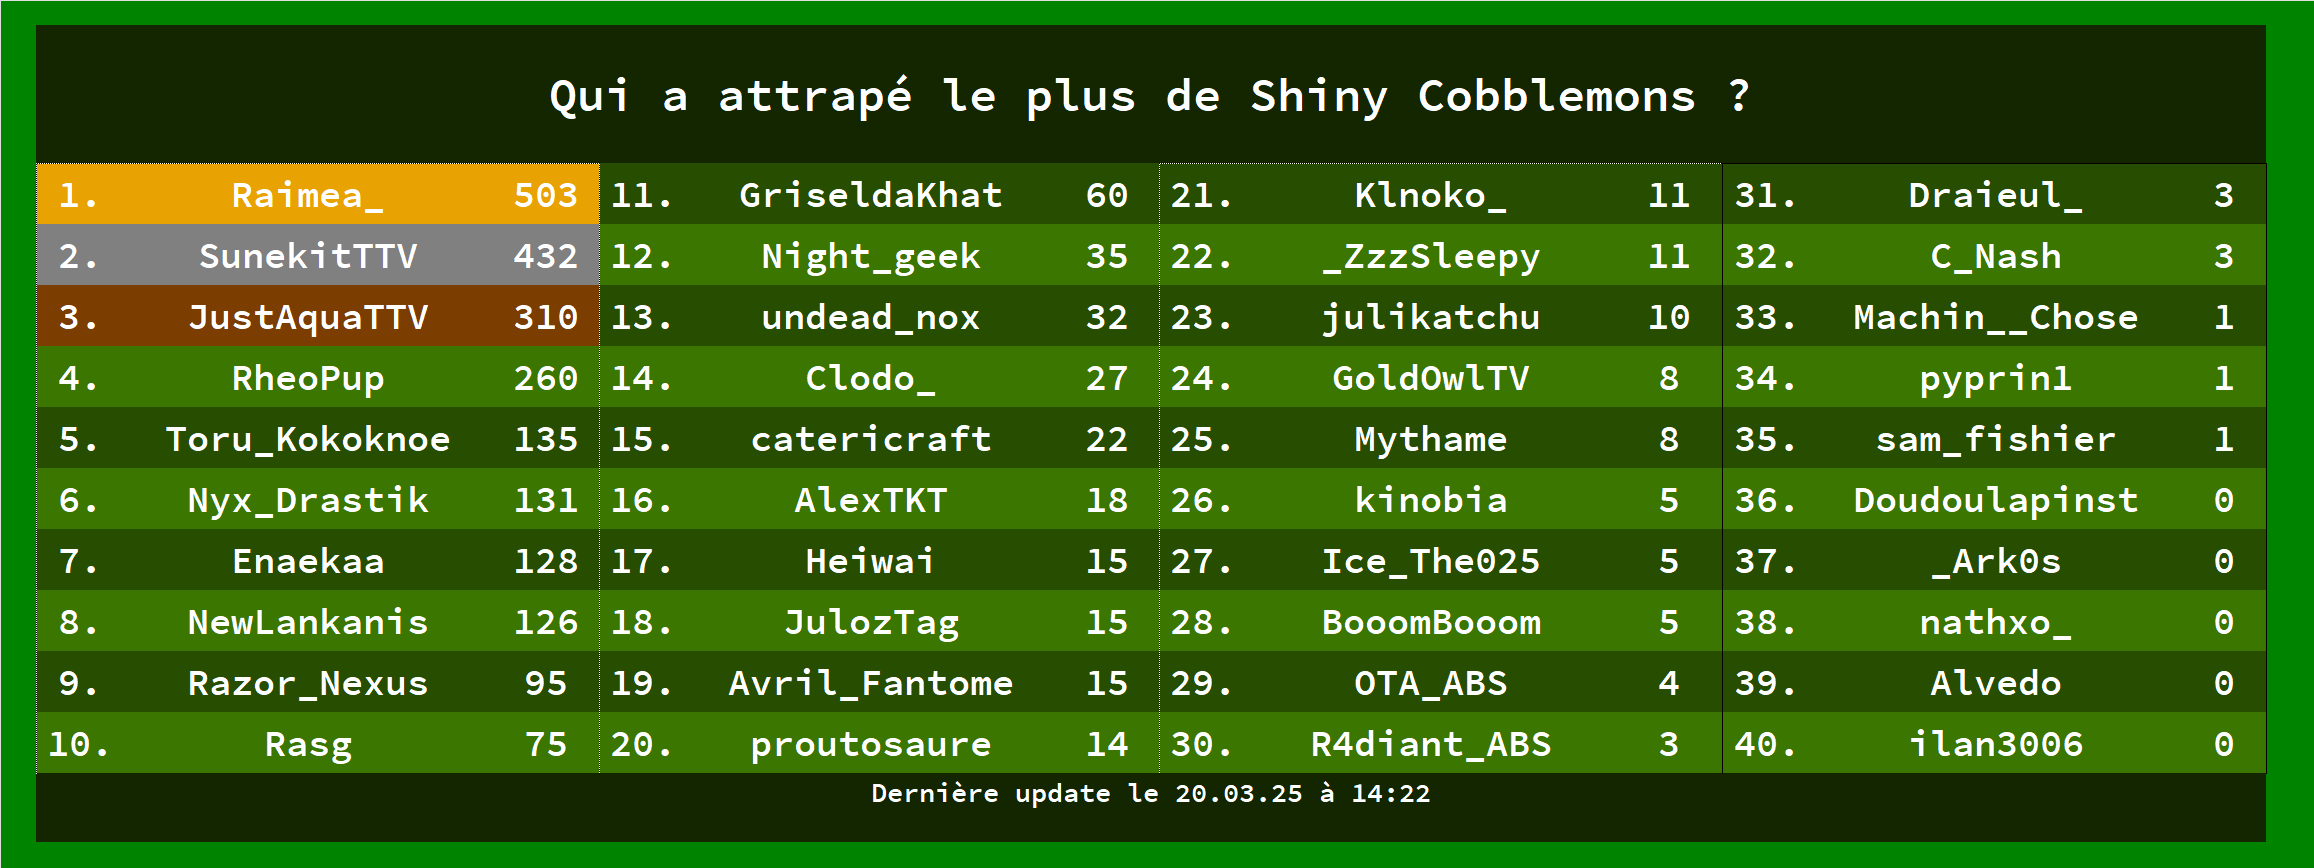 Qui a attrapé le plus de Shiny Cobblemons ?
1. Raimea_ 503
2. SunekitTTV 432
3. JustAquaTTV 310
4. RheoPup 260
5. Toru_Kokoknoe 135
6. Nyx_Drastik 131
7. Enaekaa 128
8. NewLankanis 126
9. Razor_Nexus 95
10. Rasg 75
11. GriseldaKhat 60
12. Night_geek 35
13. undead_nox 32
14. Clodo_ 27
15. catericraft 22
16. AlexTKT 18
17. Heiwai 15
18. JulozTag 15
19. Avril_Fantome 15
20. proutosaure 14
21. Klnoko_ 11
22. _ZzzSleepy 11
23. julikatchu 10
24. GoldOwlTV 8
25. Mythame 8
26. kinobia 5
27. Ice_The025 5
28. BooomBooom 5
29. OTA_ABS 4
30. R4diant_ABS 3
31. Draieul_ 3
32. C_Nash 3
33. Machin__Chose 1
34. pyprin1 1
35. sam_fishier 1
36. Doudoulapinst 0
37. _Ark0s 0
38. nathxo_ 0
39. Alvedo 0
40. ilan3006 0
Dernière update le 20.03.25 à 14:22